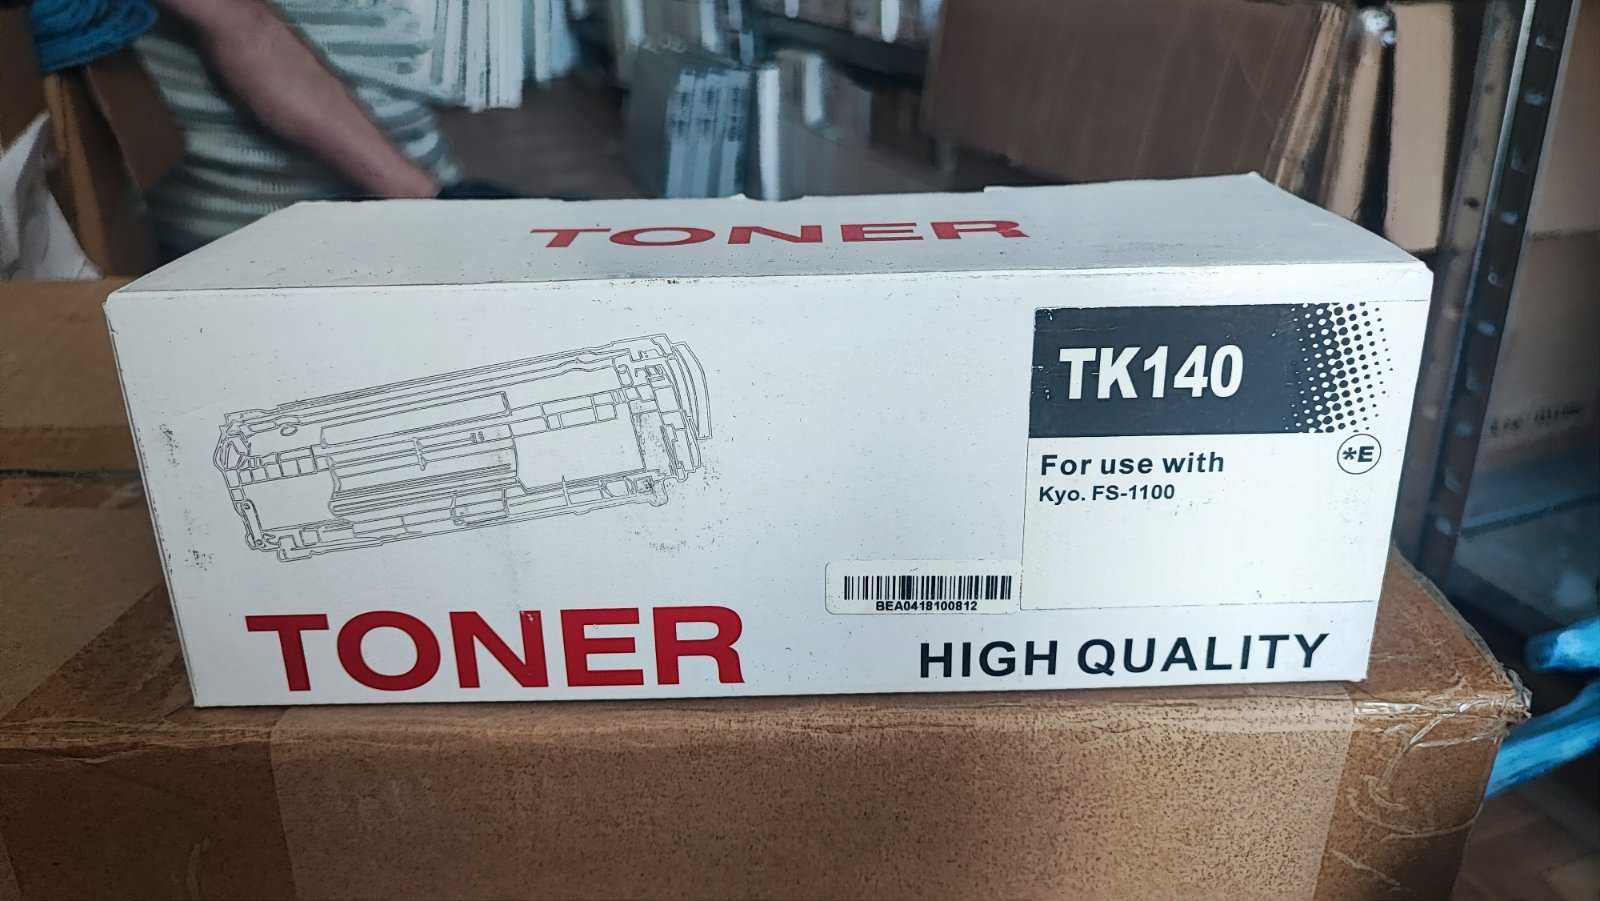 TONER
TK140
For use with
*E
Kyo. FS-1100
BEA0418100812
TONER
HIGH QUALITY